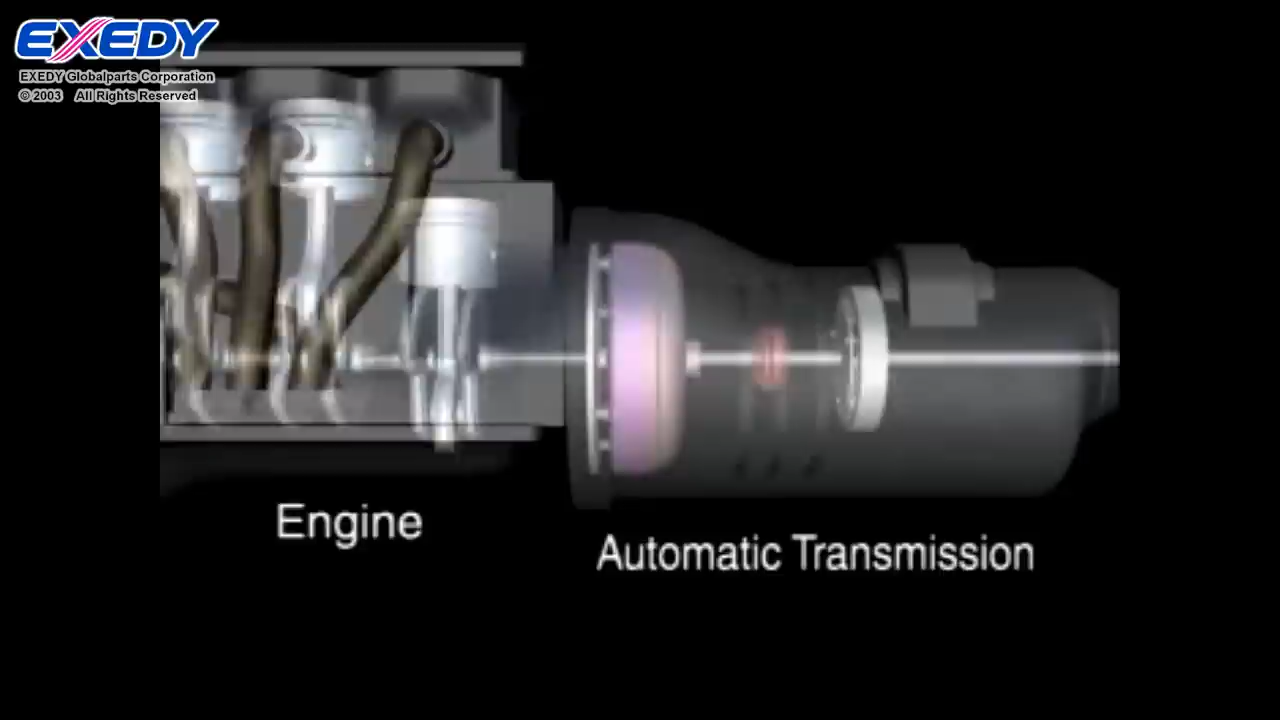 EXEDY
EXEDY Globalparts Corporation
© 2003 All Rights Reserved
Engine
Automatic Transmission